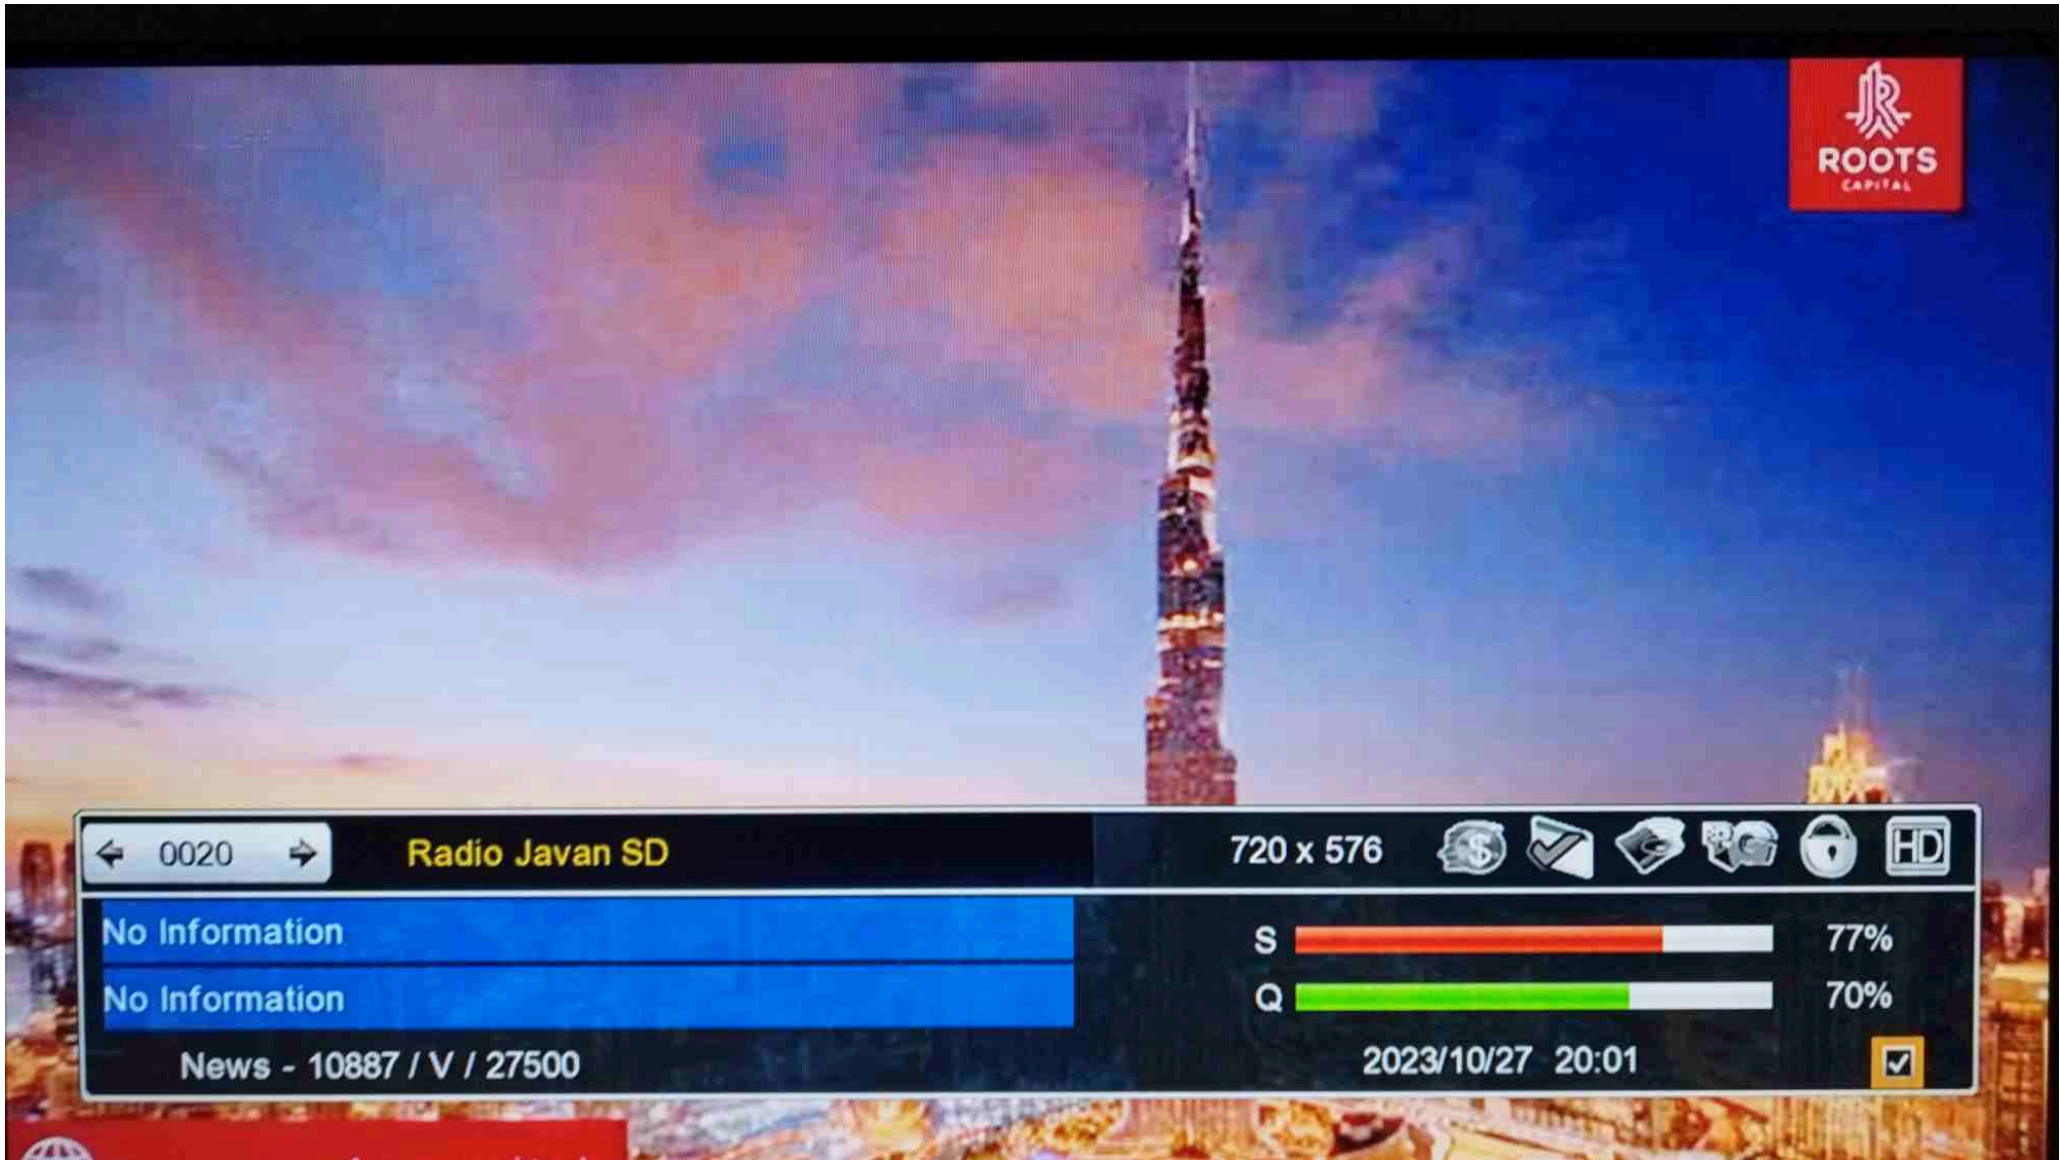 ROOTS
CAPITAL
0020 Radio Javan SD 720 x 576 HD
No Information
S 77%
No Information
Q 70%
News - 10887 / V / 27500 2023/10/27 20:01